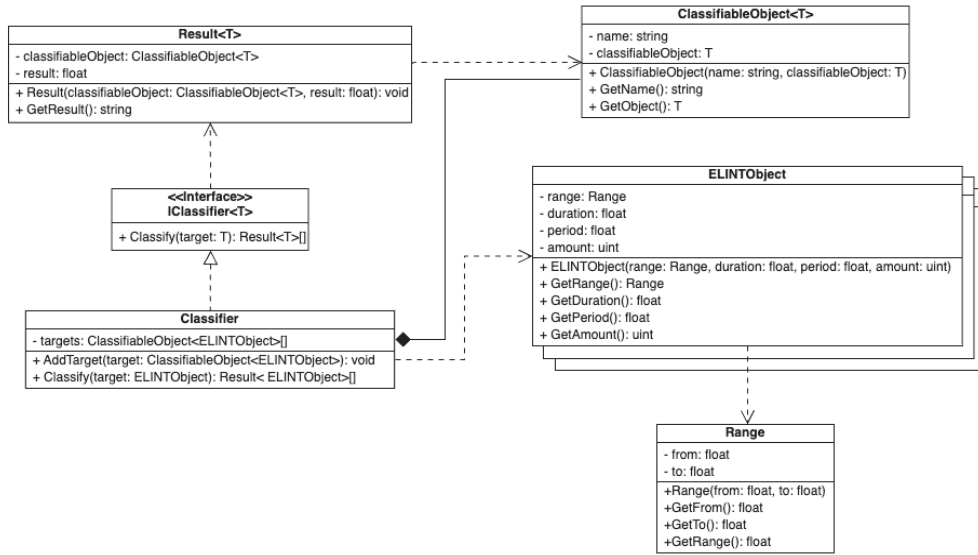 Result<T>
- classifiableObject: ClassifiableObject<T>
- result: float
+ Result(classifiableObject: ClassifiableObject<T>, result: float): void
+ GetResult(): string
ClassifiableObject<T>
- name: string
- classifiableObject: T
+ ClassifiableObject(name: string, classifiableObject: T)
+ GetName(): string
+ GetObject(): T
<<Interface>>
IClassifier<T>
+ Classify(target: T): Result<T>[]
ELINTObject
- range: Range
- duration: float
- period: float
- amount: uint
+ ELINTObject(range: Range, duration: float, period: float, amount: uint)
+ GetRange(): Range
+ GetDuration(): float
+ GetPeriod(): float
+ GetAmount(): uint
Classifier
- targets: ClassifiableObject<ELINTObject>[]
+ AddTarget(target: ClassifiableObject<ELINTObject>): void
+ Classify(target: ELINTObject): Result< ELINTObject>[]
Range
- from: float
- to: float
+Range(from: float, to: float)
+GetFrom(): float
+GetTo(): float
+GetRange(): float